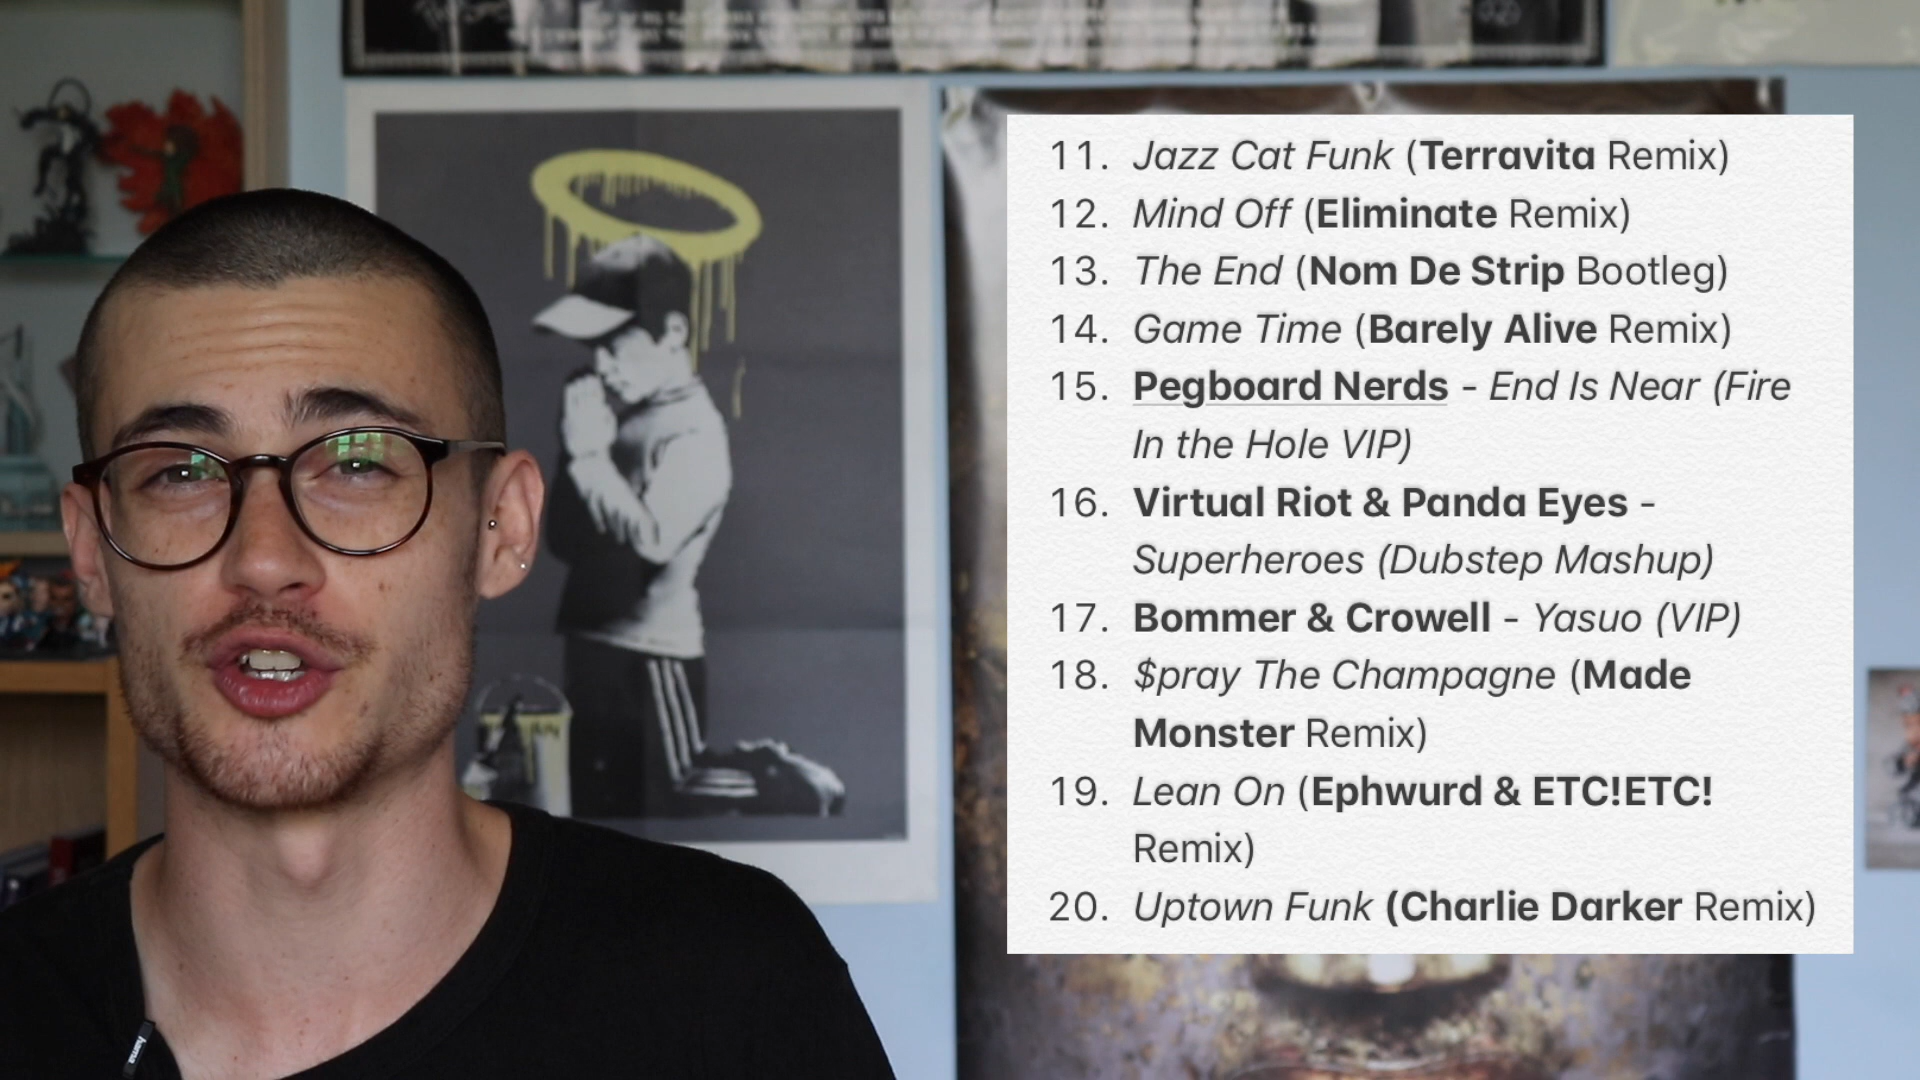 11. Jazz Cat Funk (Terravita Remix)
12. Mind Off (Eliminate Remix)
13. The End (Nom De Strip Bootleg)
14. Game Time (Barely Alive Remix)
15. Pegboard Nerds - End Is Near (Fire
In the Hole VIP)
16. Virtual Riot & Panda Eyes -
Superheroes (Dubstep Mashup)
17. Bommer & Crowell - Yasuo (VIP)
18. $pray The Champagne (Made
Monster Remix)
19. Lean On (Ephwurd & ETC!ETC!
Remix)
20. Uptown Funk (Charlie Darker Remix)
hama